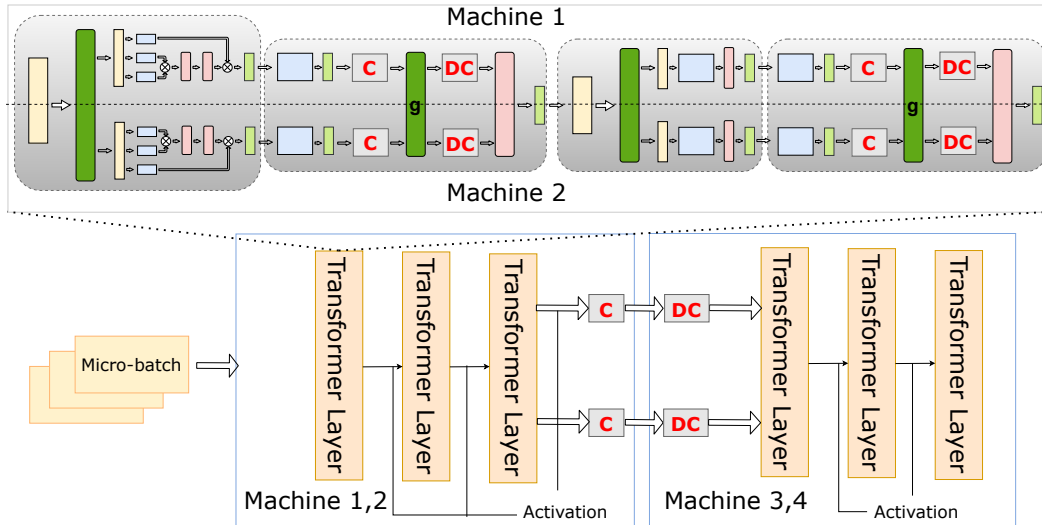 Machine 1
C
DC
C
DC
g
g
C
DC
C
DC
Machine 2
Transformer Layer
Transformer Layer
Transformer Layer
C
DC
Transformer Layer
Transformer Layer
Transformer Layer
Micro-batch
C
DC
Machine 1,2
Machine 3,4
Activation
Activation